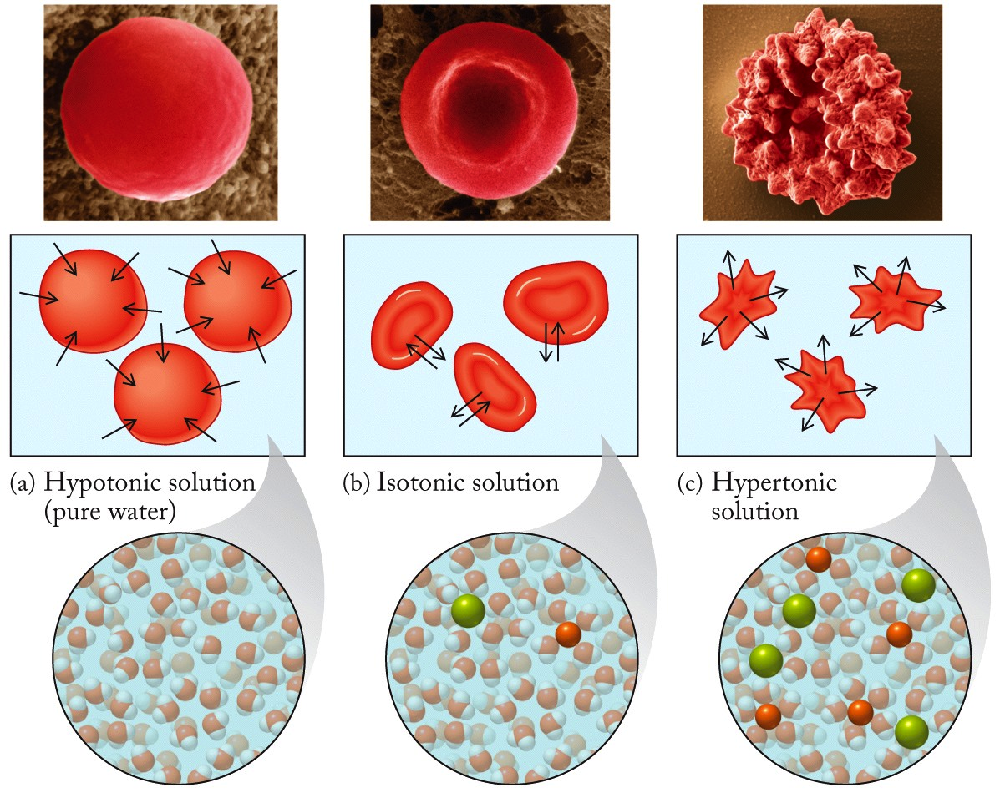 (a) Hypotonic solution
(pure water)
(b) Isotonic solution
(c) Hypertonic
solution